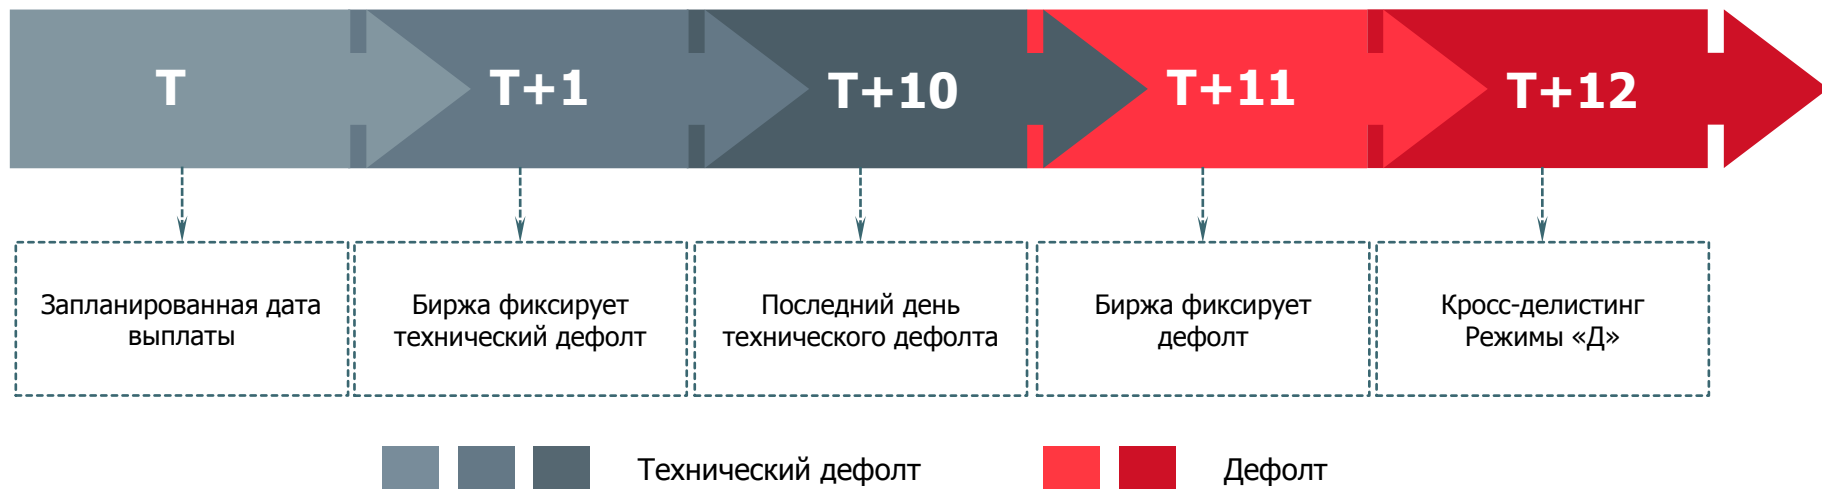 T
T+1
T+10
T+11
T+12
Запланированная дата
выплаты
Биржа фиксирует
технический дефолт
Последний день
технического дефолта
Биржа фиксирует
дефолт
Кросс-делистинг
Режимы «Д»
Технический дефолт
Дефолт